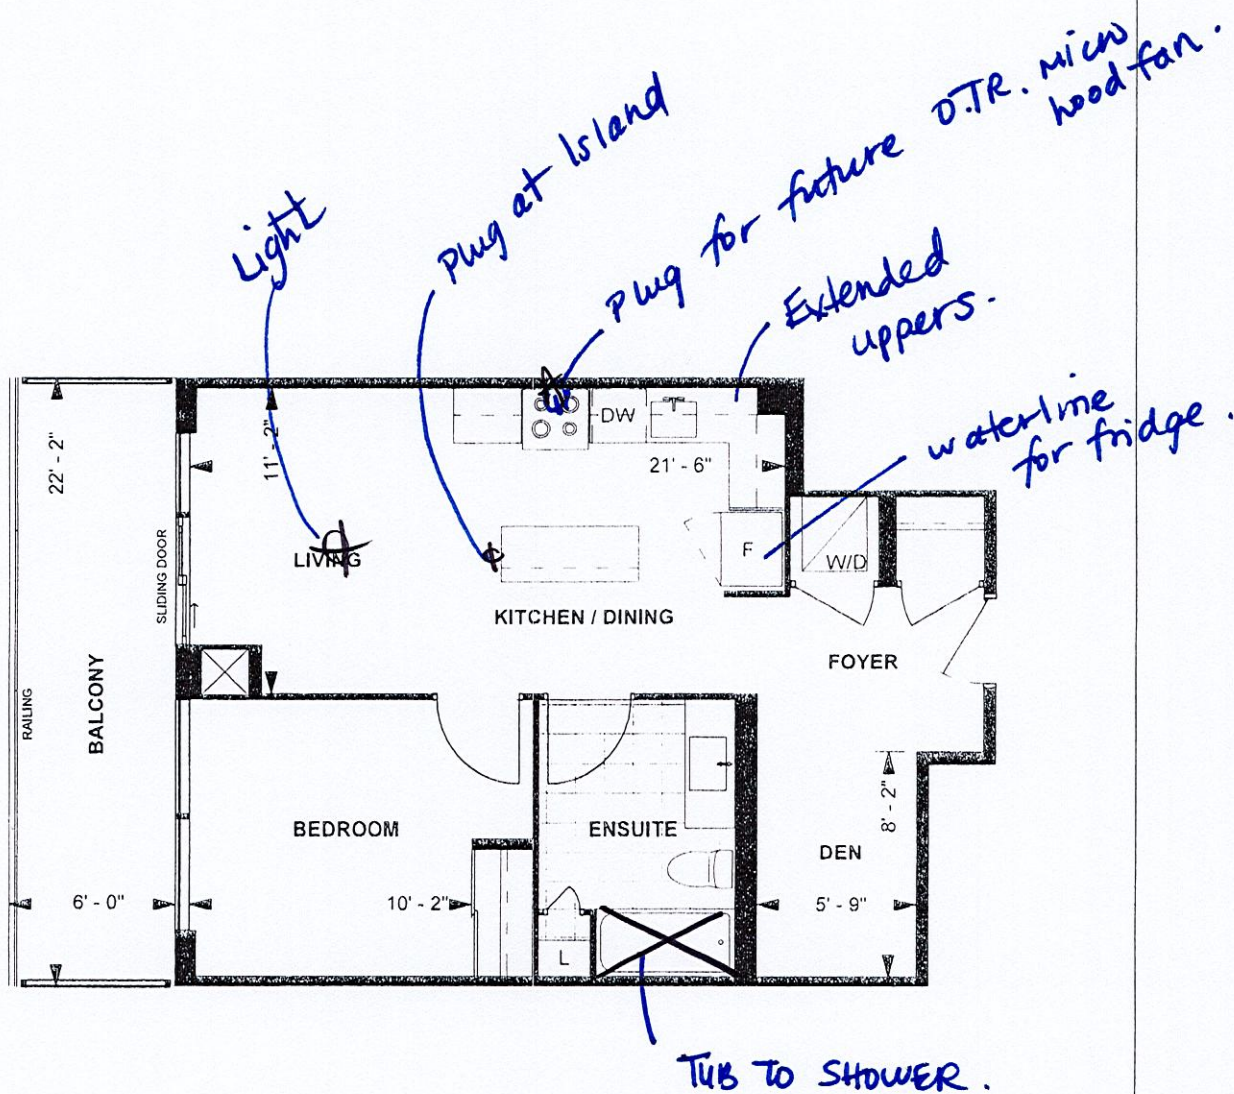 O.T.R. micro
hood fan.
Plug for future
Plug at Island
Light
Extended
uppers.
waterline
for fridge.
22' - 2"
11' - 2"
DW
21' - 6"
SLIDING DOOR
LIVING
F
W/D
KITCHEN / DINING
FOYER
RAILING
BALCONY
BEDROOM
ENSUITE
8' - 2"
DEN
6' - 0"
10' - 2"
5' - 9"
L
TUB TO SHOWER.